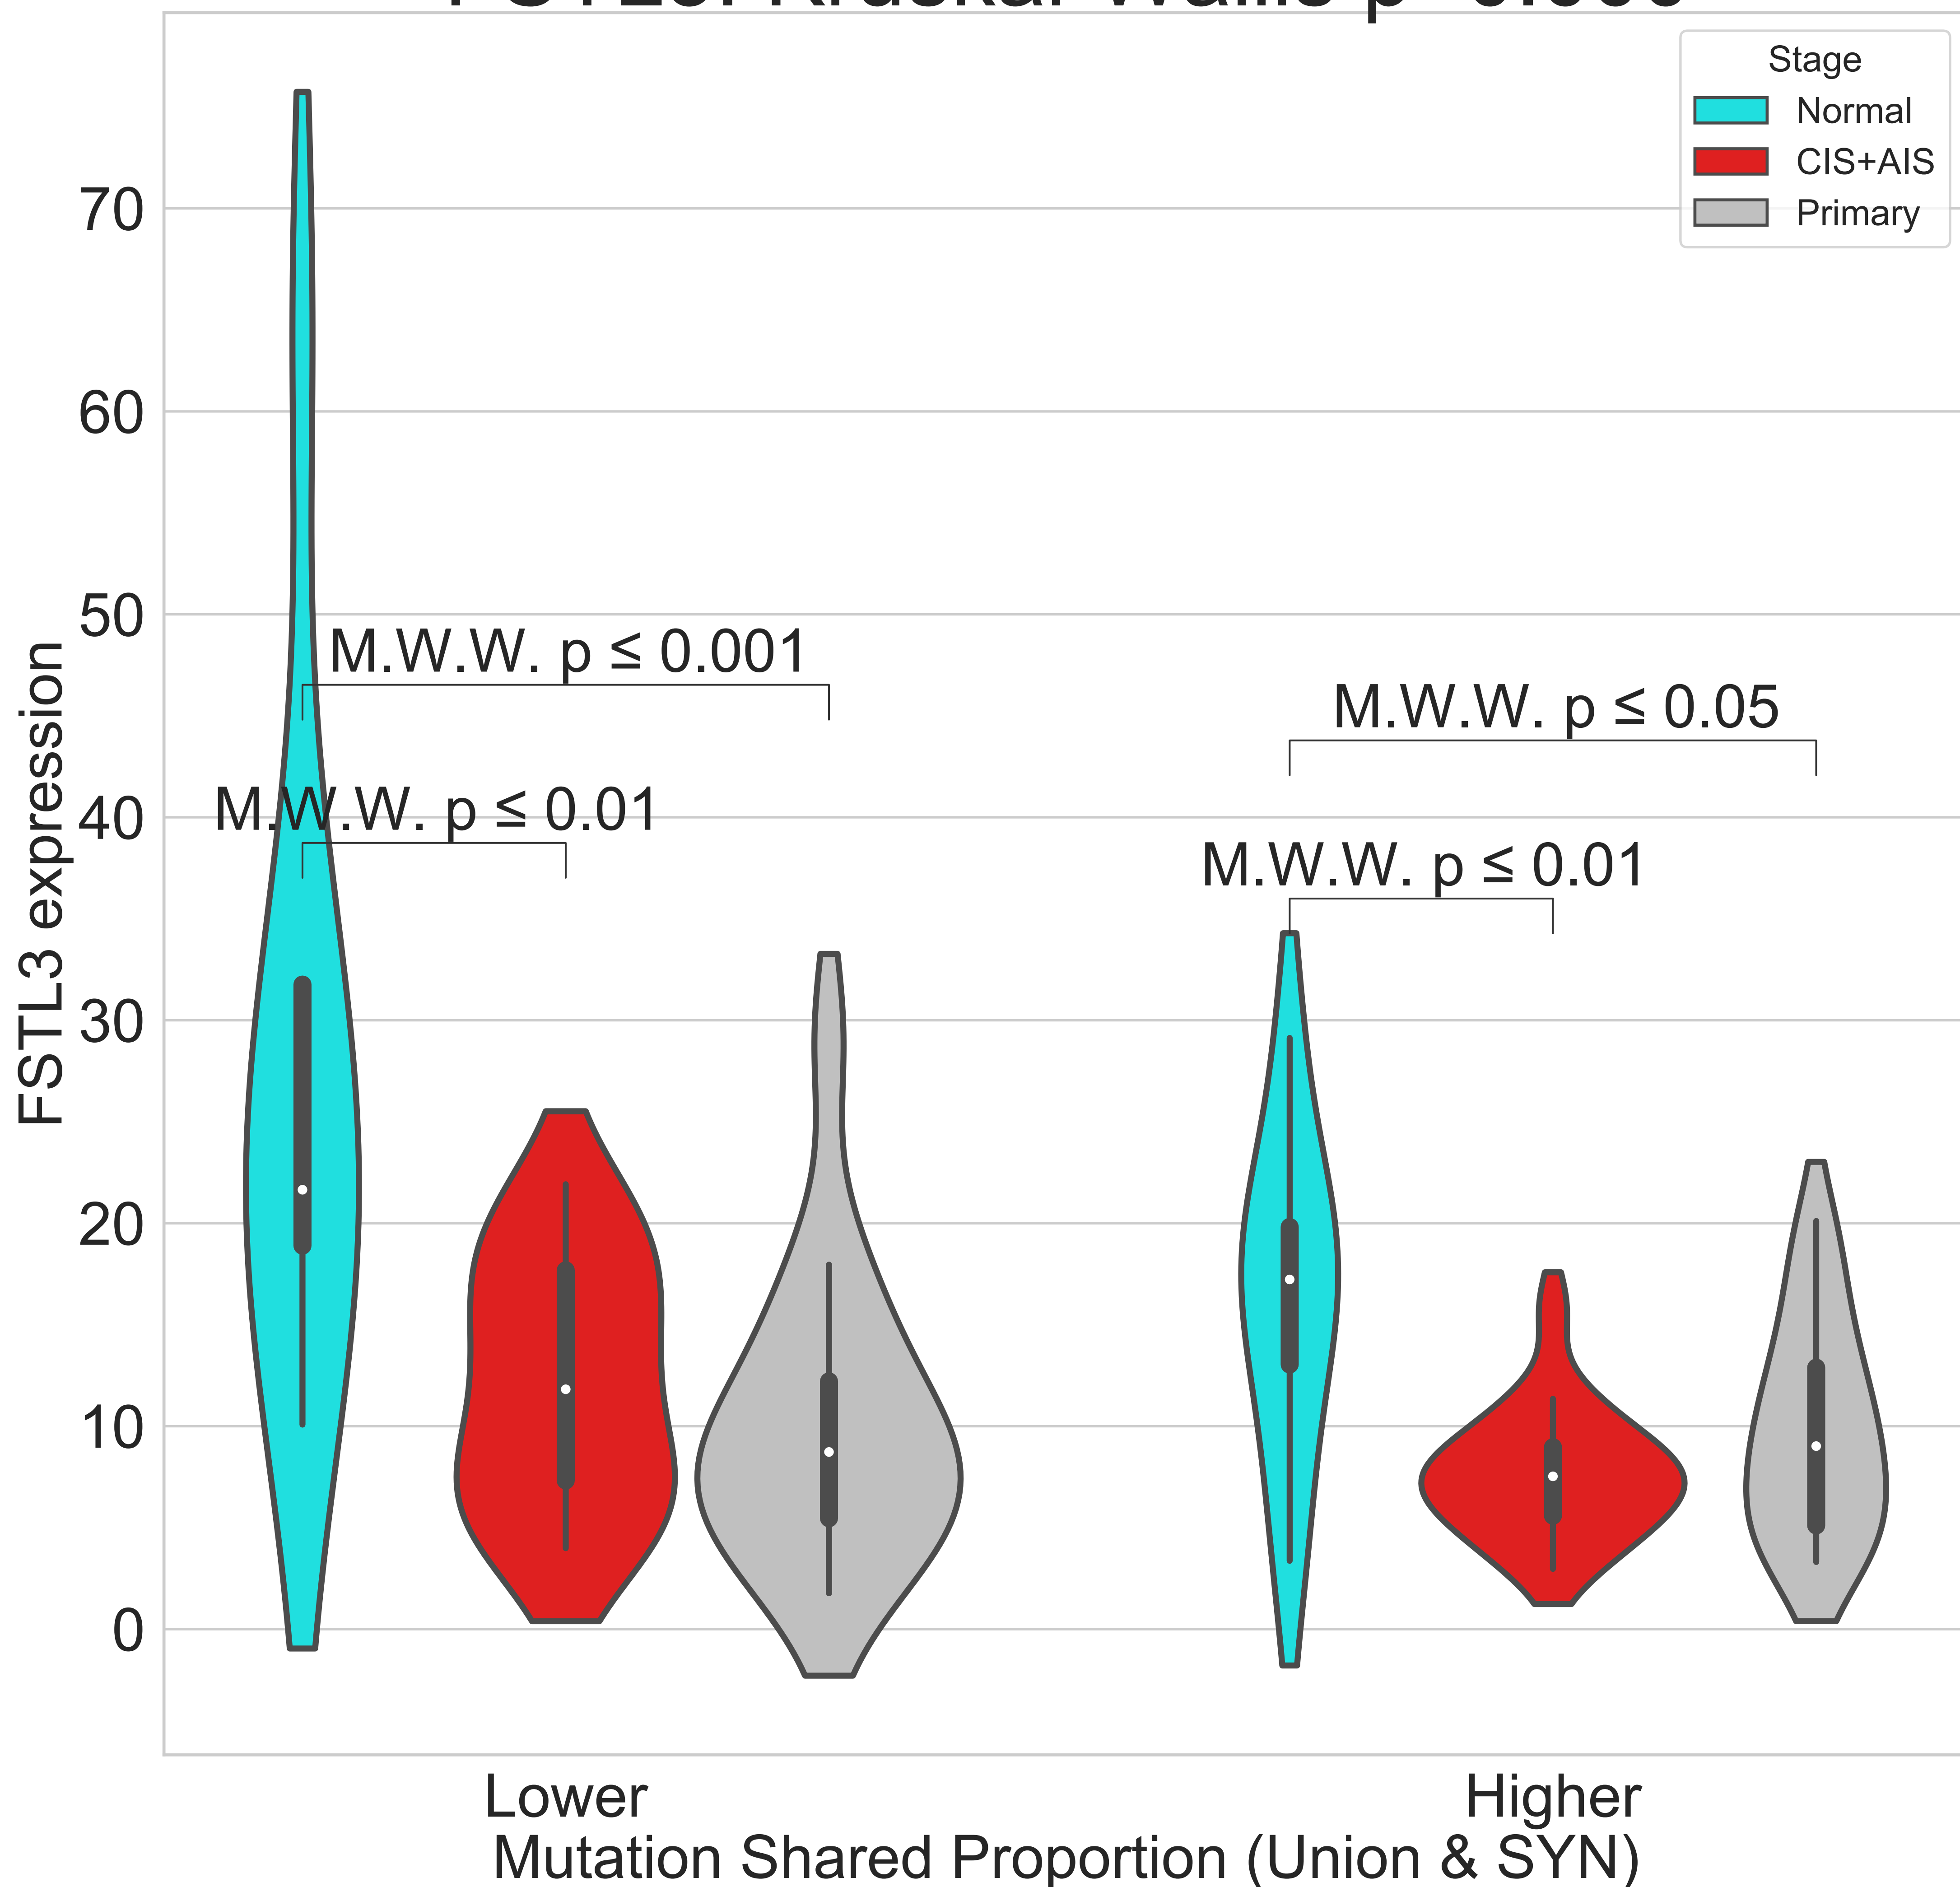 Stage
Normal
CIS+AIS
Primary
70
60
50
40
30
20
10
0
FSTL3 expression
M.W.W. p ≤ 0.001
M.W.W. p ≤ 0.01
M.W.W. p ≤ 0.05
M.W.W. p ≤ 0.01
Lower
Higher
Mutation Shared Proportion (Union & SYN)